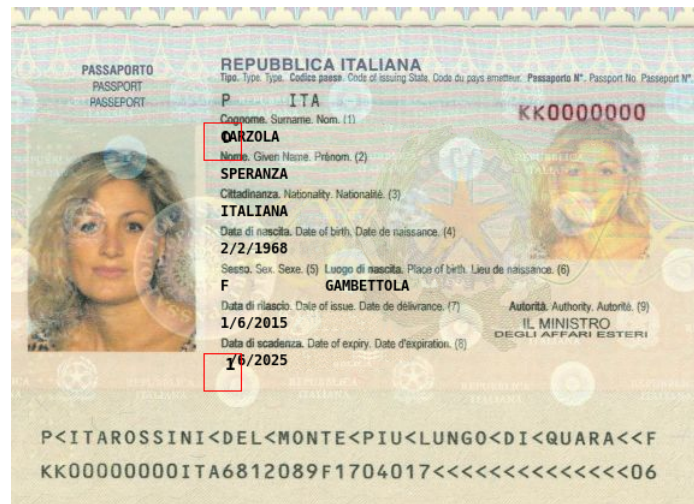 PASSAPORTO
PASSPORT
PASSEPORT
REPUBBLICA ITALIANA
Tipo. Type. Type. Codice paese. Code of issuing State. Code du pays émetteur. Passaporto N°. Passport No. Passeport N°.
P ITA
KK0000000
Cognome. Surname. Nom. (1)
Nome. Given Name. Prénom. (2)
SPERANZA
Cittadinanza. Nationality. Nationalité. (3)
ITALIANA
Data di nascita. Date of birth. Date de naissance. (4)
2/2/1968
Sesso. Sex. Sexe. (5) Luogo di nascita. Place of birth. Lieu de naissance. (6)
F GAMBETTOLA
Data di rilascio. Date of issue. Date de délivrance. (7)
Autorità. Authority. Autorité. (9)
1/6/2015
IL MINISTRO
DEGLI AFFARI ESTERI
Data di scadenza. Date of expiry. Date d'expiration. (8)
1/6/2025
P<ITAROSSINI<DEL<MONTE<PIU<LUNGO<DI<QUARA<<F
KK00000000ITA6812089F1704017<<<<<<<<<<<<<<06